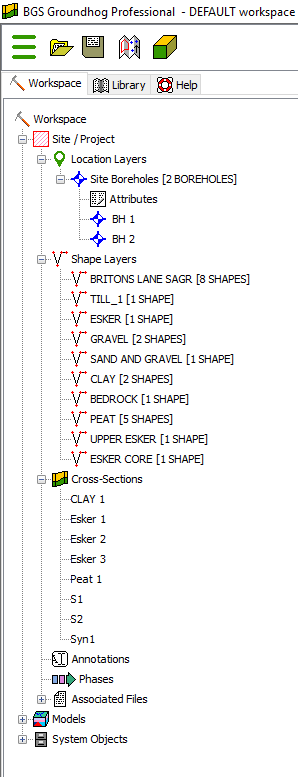 BGS Groundhog Professional - DEFAULT workspace
Workspace Library Help
Workspace
Site / Project
Location Layers
Site Boreholes [2 BOREHOLES]
Attributes
BH 1
BH 2
Shape Layers
BRITONS LANE SAGR [8 SHAPES]
TILL_1 [1 SHAPE]
ESKER [1 SHAPE]
GRAVEL [2 SHAPES]
SAND AND GRAVEL [1 SHAPE]
CLAY [2 SHAPES]
BEDROCK [1 SHAPE]
PEAT [5 SHAPES]
UPPER ESKER [1 SHAPE]
ESKER CORE [1 SHAPE]
Cross-Sections
CLAY 1
Esker 1
Esker 2
Esker 3
Peat 1
S1
S2
Syn1
Annotations
Phases
Associated Files
Models
System Objects